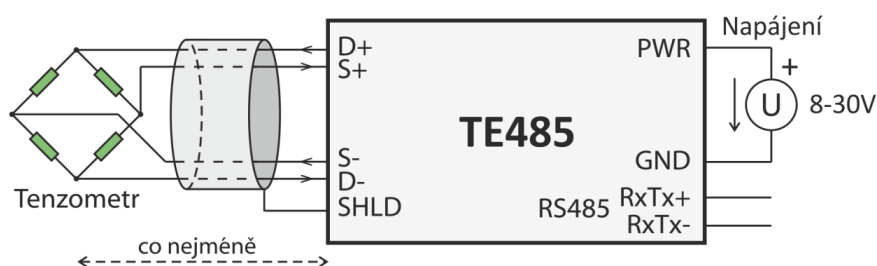 Napájení
D+
S+
PWR
+
U
8-30V
TE485
S-
D-
SHLD
GND
RS485
RxTx+
RxTx-
Tenzometr
co nejméně